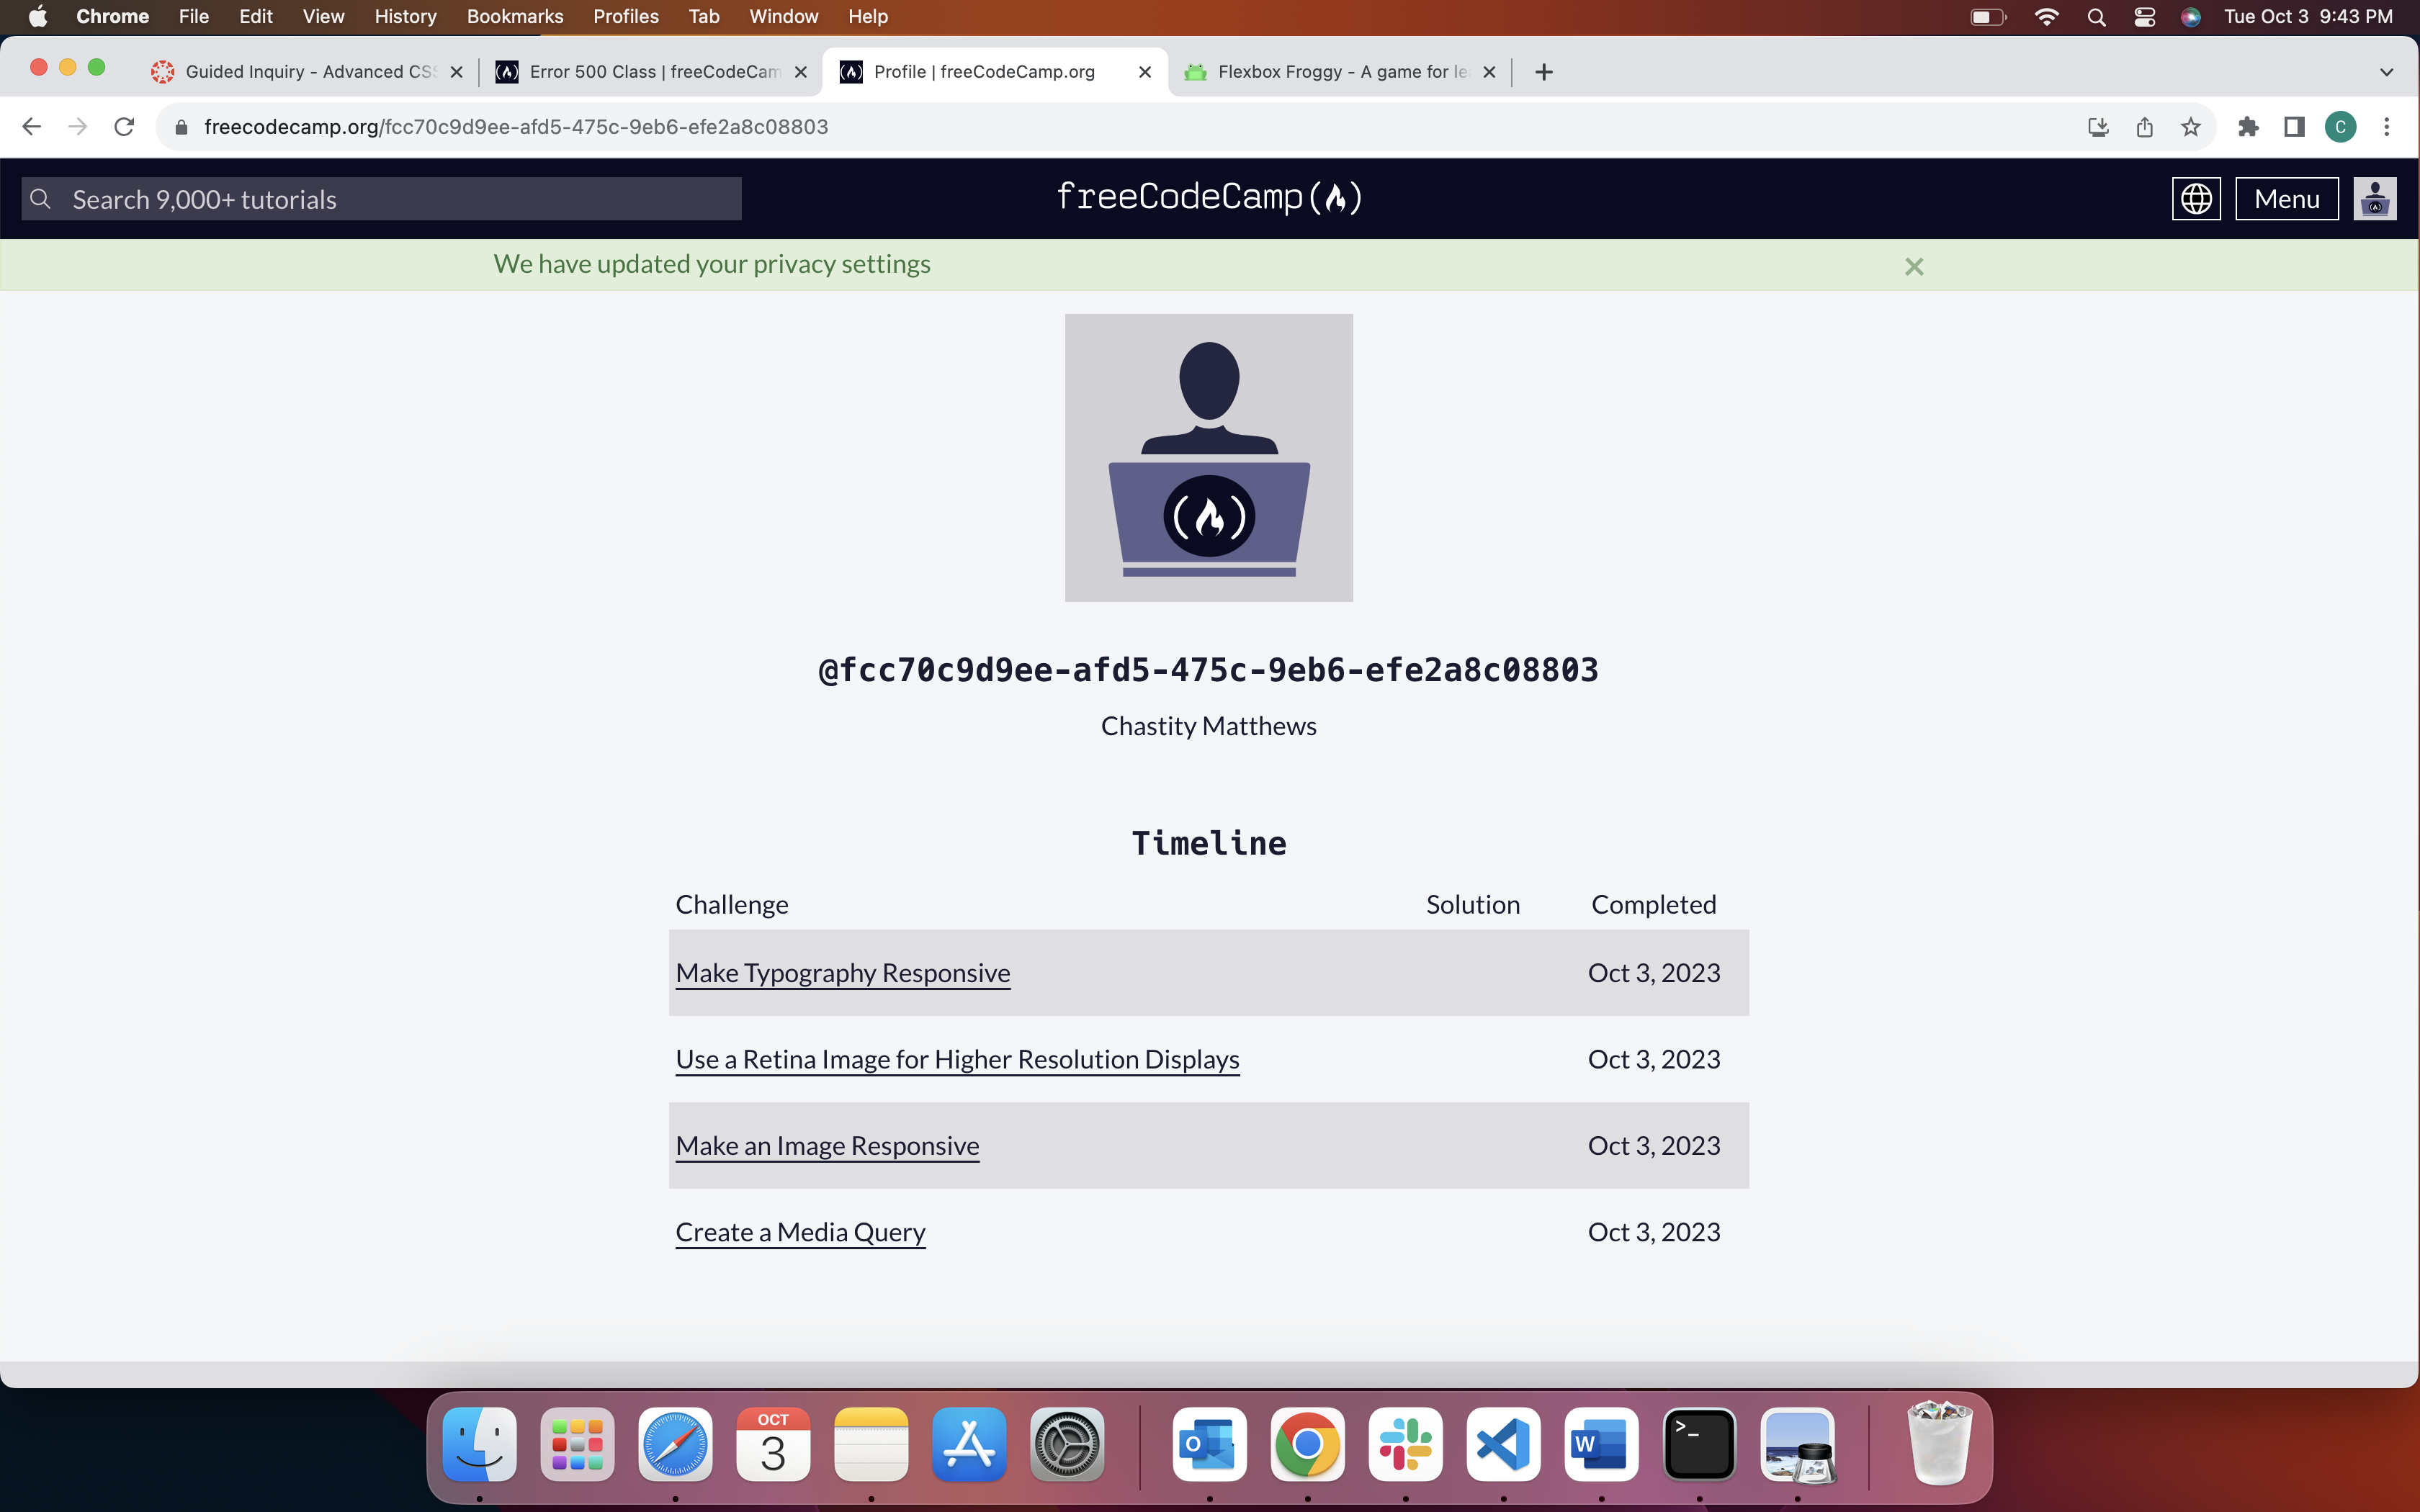 Chrome File Edit View History Bookmarks Profiles Tab Window Help Tue Oct 3 9:43 PM
Guided Inquiry - Advanced CSS Error 500 Class | freeCodeCam Profile | freeCodeCamp.org Flexbox Froggy - A game for le
freecodecamp.org/fcc70c9d9ee-afd5-475c-9eb6-efe2a8c08803 C
Search 9,000+ tutorials freeCodeCamp Menu
We have updated your privacy settings
@fcc70c9d9ee-afd5-475c-9eb6-efe2a8c08803
Chastity Matthews
Timeline
Challenge Solution Completed
Make Typography Responsive Oct 3, 2023
Use a Retina Image for Higher Resolution Displays Oct 3, 2023
Make an Image Responsive Oct 3, 2023
Create a Media Query Oct 3, 2023
OCT
3
O
W
>_